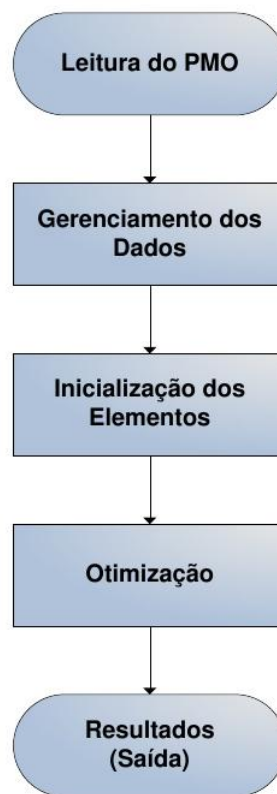 Leitura do PMO
Gerenciamento dos
Dados
Inicialização dos
Elementos
Otimização
Resultados
(Saída)